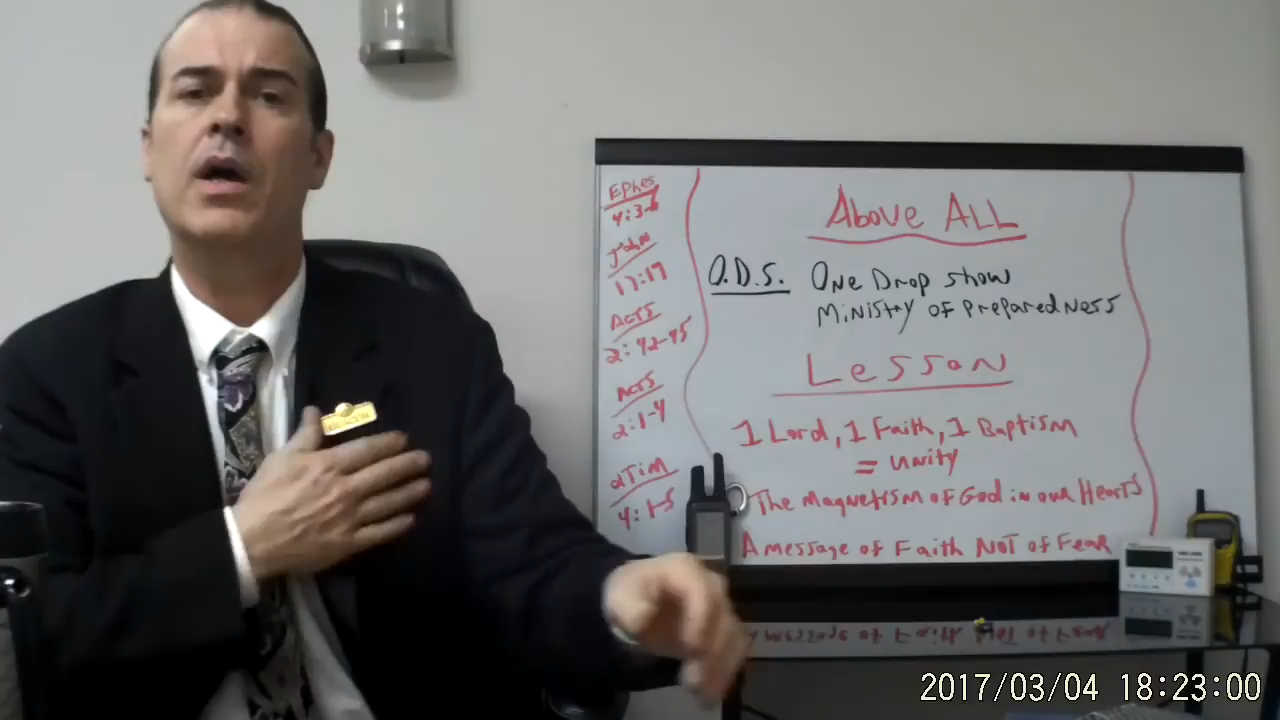 Ephes
4:3-6
John
17:17
ACTS
2:42-45
ACTS
2:1-4
2Tim
4:1-5
Above ALL
O.D.S. One Drop show
Ministry of PreparedNess
Lesson
1 Lord, 1 Faith, 1 Baptism
= unity
The Magnetism of God in our Hearts
A message of Faith Not of Fear
2017/03/04 18:23:00